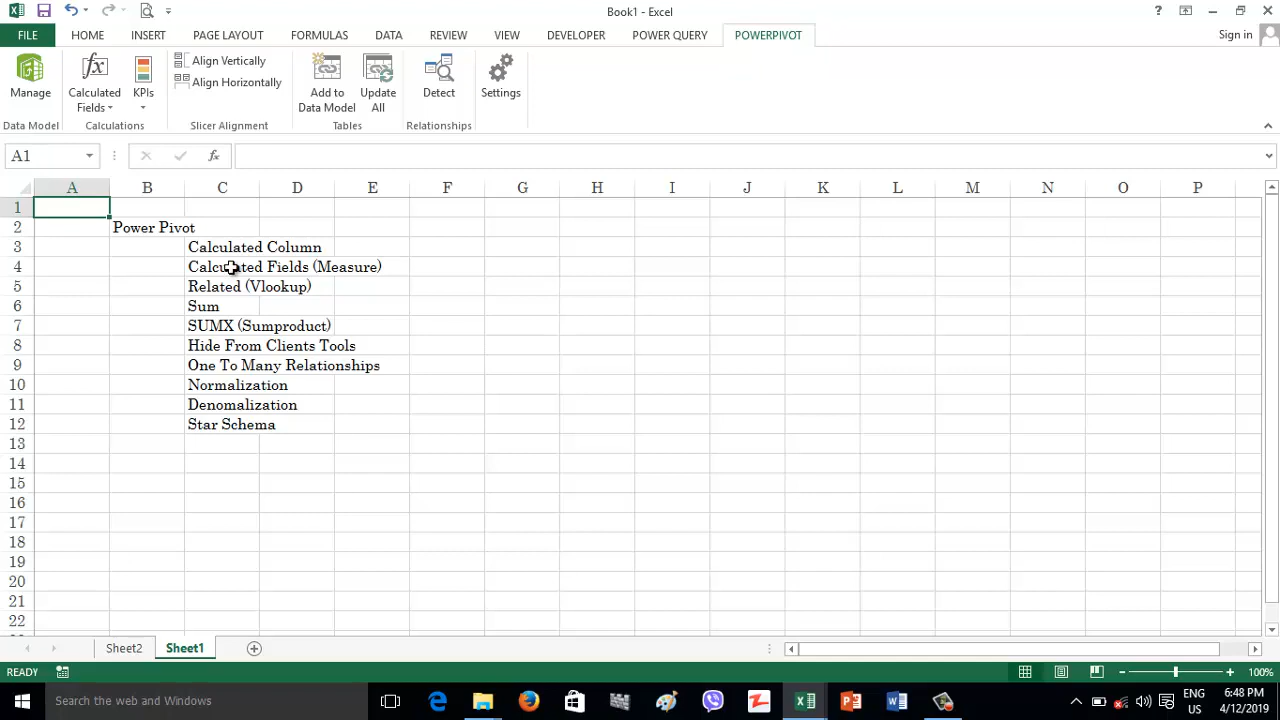 Book1 - Excel
?
FILE HOME INSERT PAGE LAYOUT FORMULAS DATA REVIEW VIEW DEVELOPER POWER QUERY POWERPIVOT Sign in
Manage
Calculated Fields
KPIs
Align Vertically
Align Horizontally
Add to Data Model
Update All
Detect
Settings
Data Model Calculations Slicer Alignment Tables Relationships
A1 fx
A B C D E F G H I J K L M N O P
1
2 Power Pivot
3 Calculated Column
4 Calculated Fields (Measure)
5 Related (Vlookup)
6 Sum
7 SUMX (Sumproduct)
8 Hide From Clients Tools
9 One To Many Relationships
10 Normalization
11 Denomalization
12 Star Schema
13
14
15
16
17
18
19
20
21
22
Sheet2 Sheet1
READY 100%
Search the web and Windows
ENG 6:48 PM
US 4/12/2019